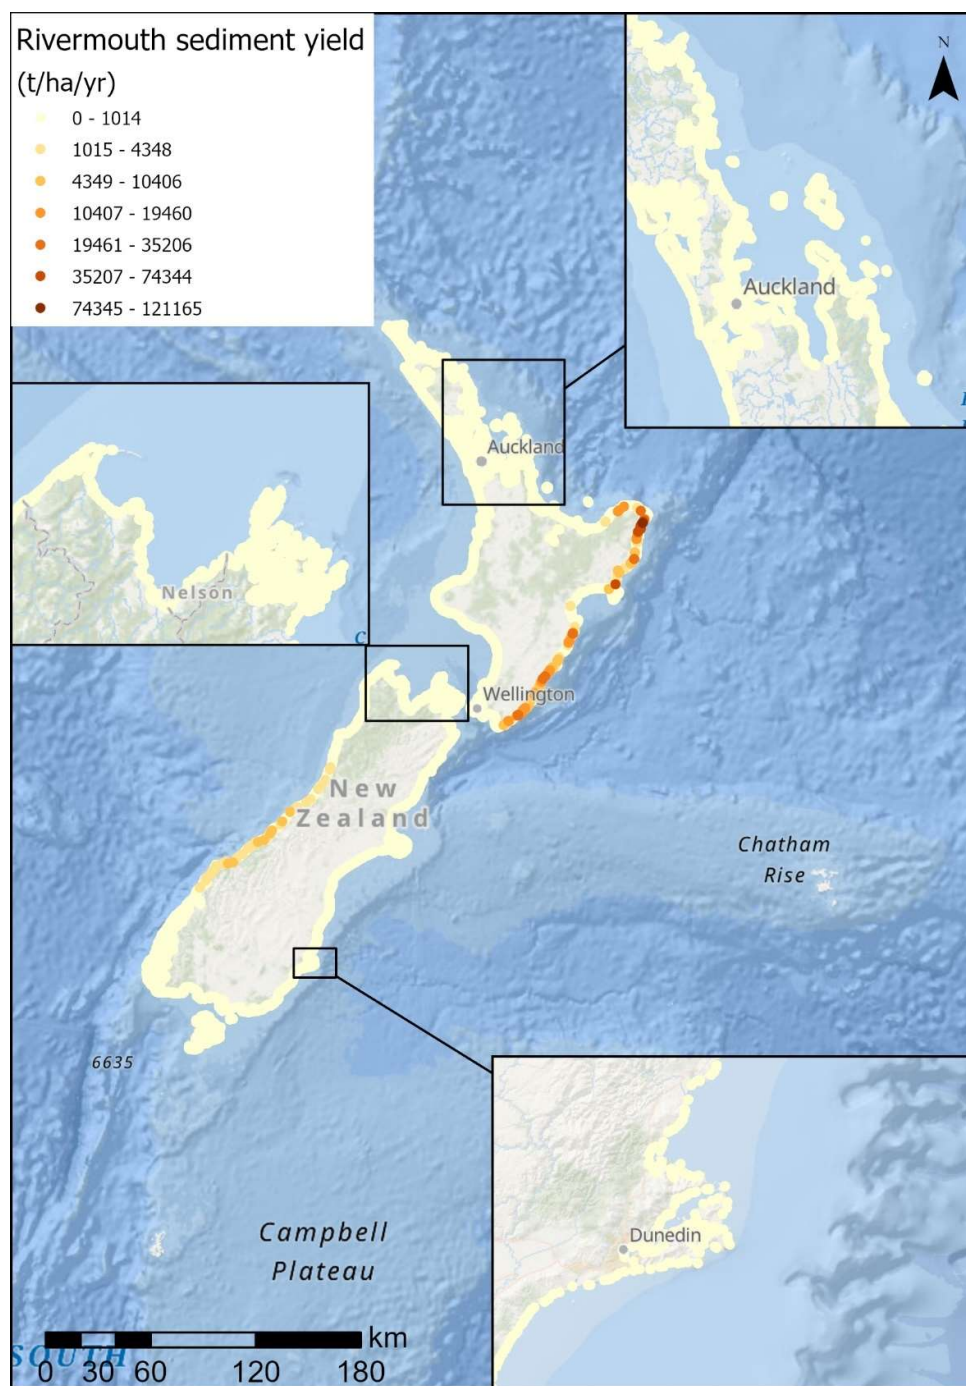 Rivermouth sediment yield
(t/ha/yr)
0 - 1014
1015 - 4348
4349 - 10406
10407 - 19460
19461 - 35206
35207 - 74344
74345 - 121165
N
Auckland
Auckland
Nelson
C
Wellington
New
Zealand
Chatham
Rise
6635
Campbell
Plateau
Dunedin
km
SOUTH
0 30 60 120 180